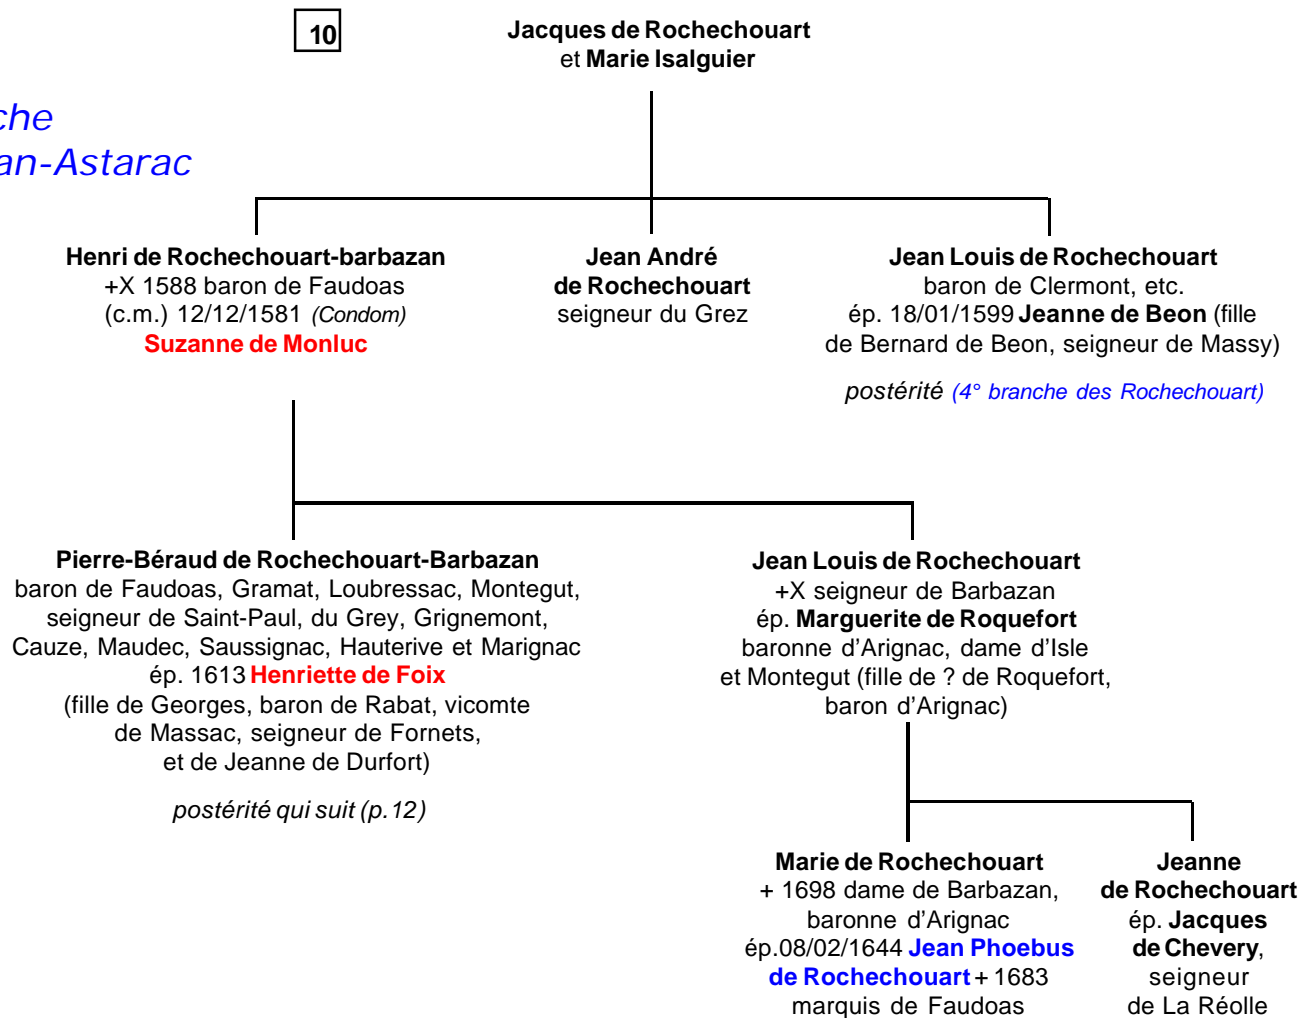 10
Jacques de Rochechouart
et Marie Isalguier
che
an-Astarac
Henri de Rochechouart-barbazan
+X 1588 baron de Faudoas
(c.m.) 12/12/1581 (Condom)
Suzanne de Monluc
Jean André
de Rochechouart
seigneur du Grez
Jean Louis de Rochechouart
baron de Clermont, etc.
ép. 18/01/1599 Jeanne de Beon (fille
de Bernard de Beon, seigneur de Massy)
postérité (4° branche des Rochechouart)
Pierre-Béraud de Rochechouart-Barbazan
baron de Faudoas, Gramat, Loubressac, Montegut,
seigneur de Saint-Paul, du Grey, Grignemont,
Cauze, Maudec, Saussignac, Hauterive et Marignac
ép. 1613 Henriette de Foix
(fille de Georges, baron de Rabat, vicomte
de Massac, seigneur de Fornets,
et de Jeanne de Durfort)
postérité qui suit (p.12)
Jean Louis de Rochechouart
+X seigneur de Barbazan
ép. Marguerite de Roquefort
baronne d'Arignac, dame d'Isle
et Montegut (fille de ? de Roquefort,
baron d'Arignac)
Marie de Rochechouart
+ 1698 dame de Barbazan,
baronne d'Arignac
ép.08/02/1644 Jean Phoebus
de Rochechouart + 1683
marquis de Faudoas
Jeanne
de Rochechouart
ép. Jacques
de Chevery,
seigneur
de La Réolle